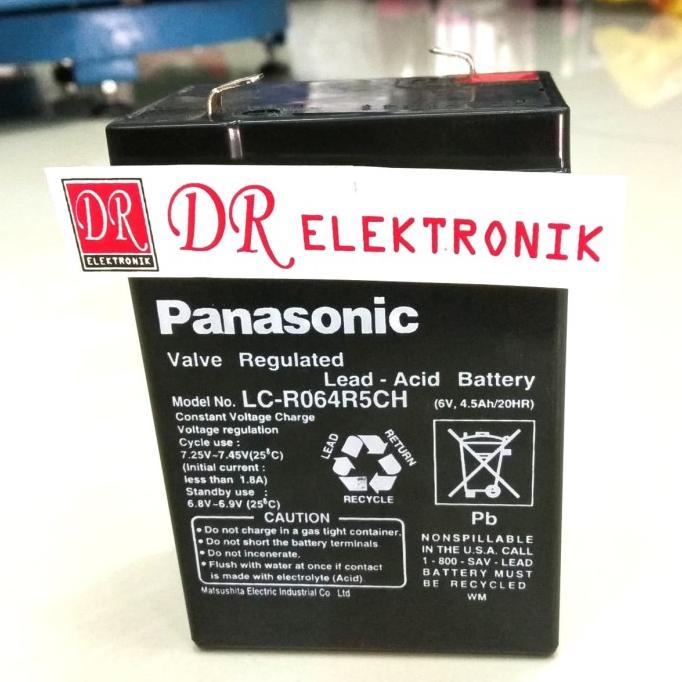 DR
ELEKTRONIK
DR ELEKTRONIK
Panasonic
Valve Regulated
Lead - Acid Battery
Model No. LC-R064R5CH (6V, 4.5Ah/20HR)
Constant Voltage Charge
Voltage regulation
Cycle use :
7.25V~7.45V(25°C)
(Initial current :
less than 1.8A)
Standby use :
6.8V~6.9V (25°C)
LEAD RETURN
RECYCLE
Pb
CAUTION
• Do not charge in a gas tight container.
• Do not short the battery terminals
• Do not incenerate.
• Flush with water at once if contact
is made with electrolyte (Acid).
Matsushita Electric Industrial Co Ltd
NONSPILLABLE
IN THE U.S.A. CALL
1 - 800 - SAV - LEAD
BATTERY MUST
BE RECYCLED
WM